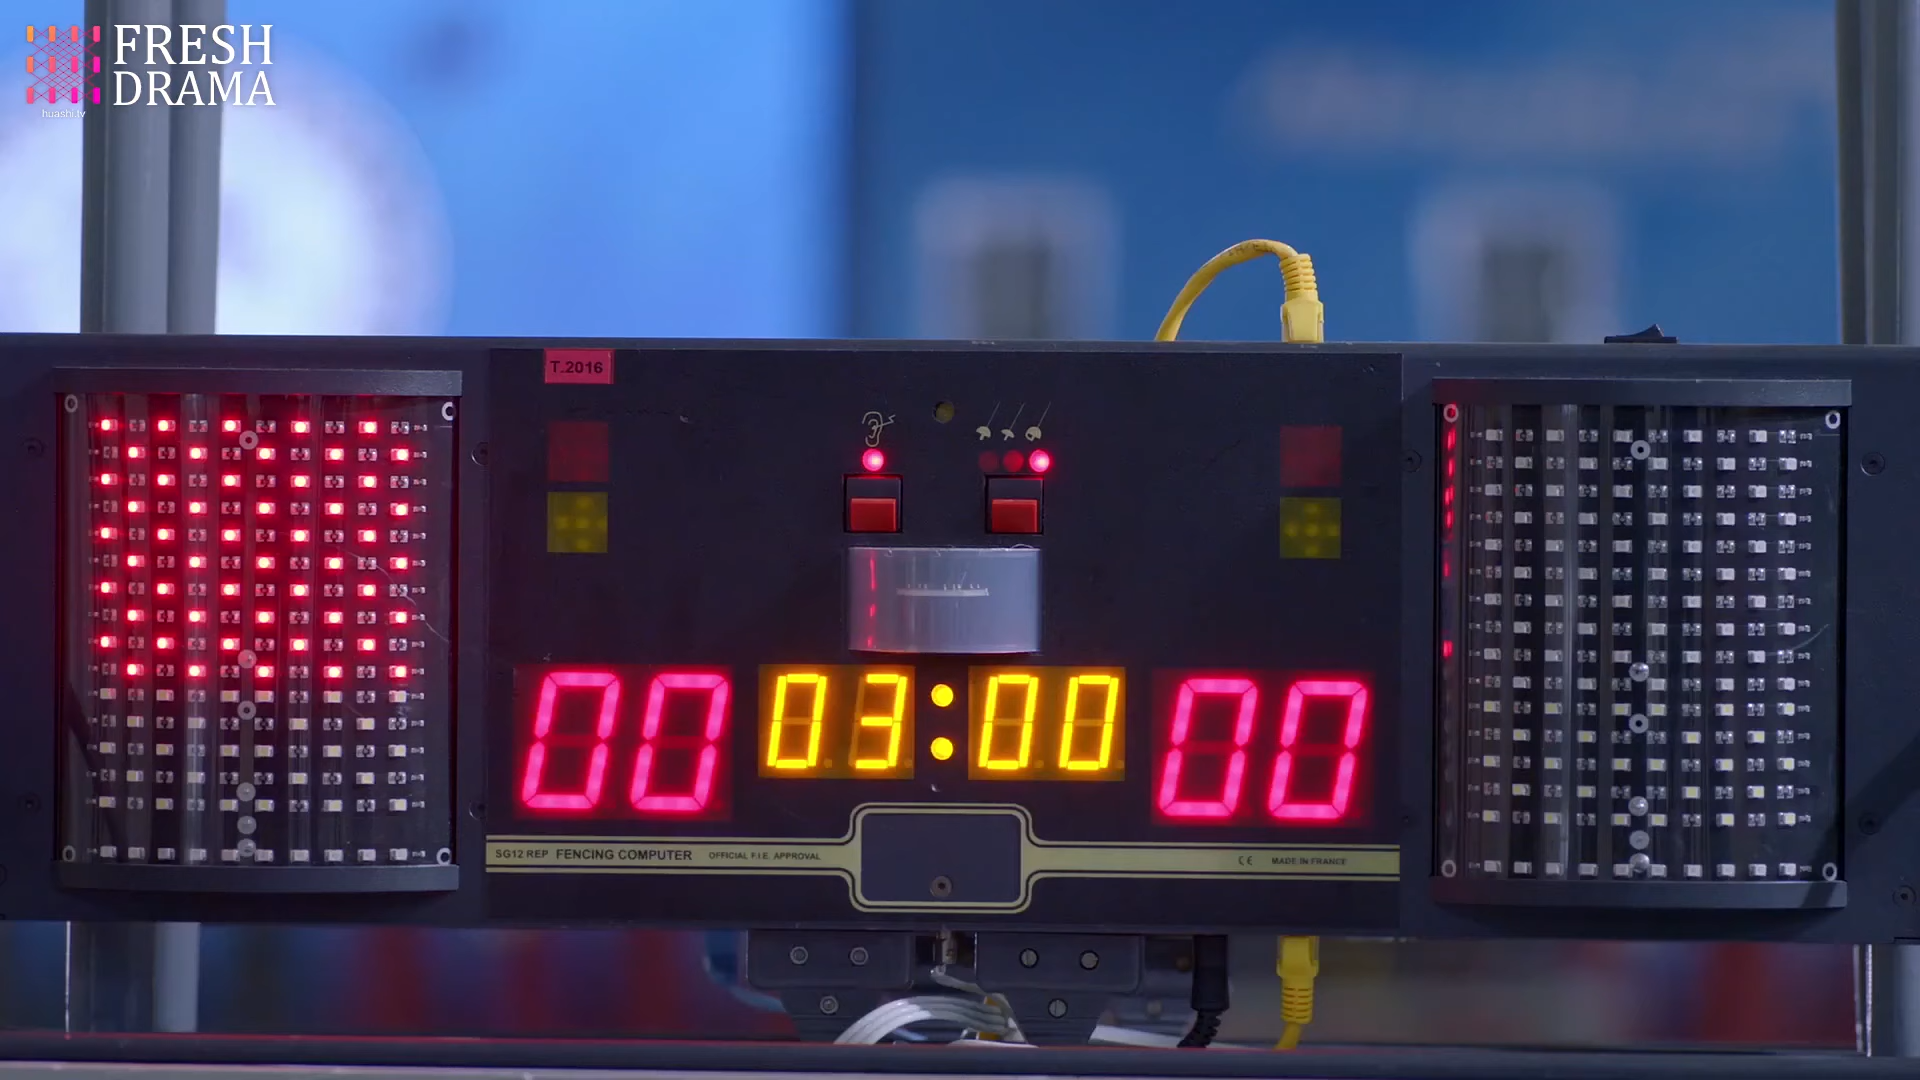 FRESH
DRAMA
huashi.tv
T.2016
00 03:00 00
SG12 REP FENCING COMPUTER OFFICIAL F.I.E. APPROVAL CE MADE IN FRANCE